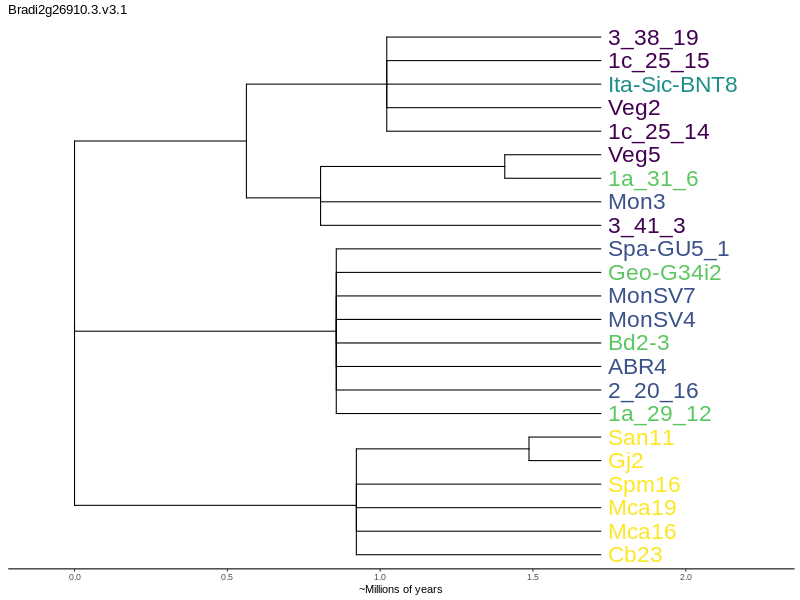 Bradi2g26910.3.v3.1
3_38_19
1c_25_15
Ita-Sic-BNT8
Veg2
1c_25_14
Veg5
1a_31_6
Mon3
3_41_3
Spa-GU5_1
Geo-G34i2
MonSV7
MonSV4
Bd2-3
ABR4
2_20_16
1a_29_12
San11
Gj2
Spm16
Mca19
Mca16
Cb23
0.0 0.5 1.0 1.5 2.0
~Millions of years